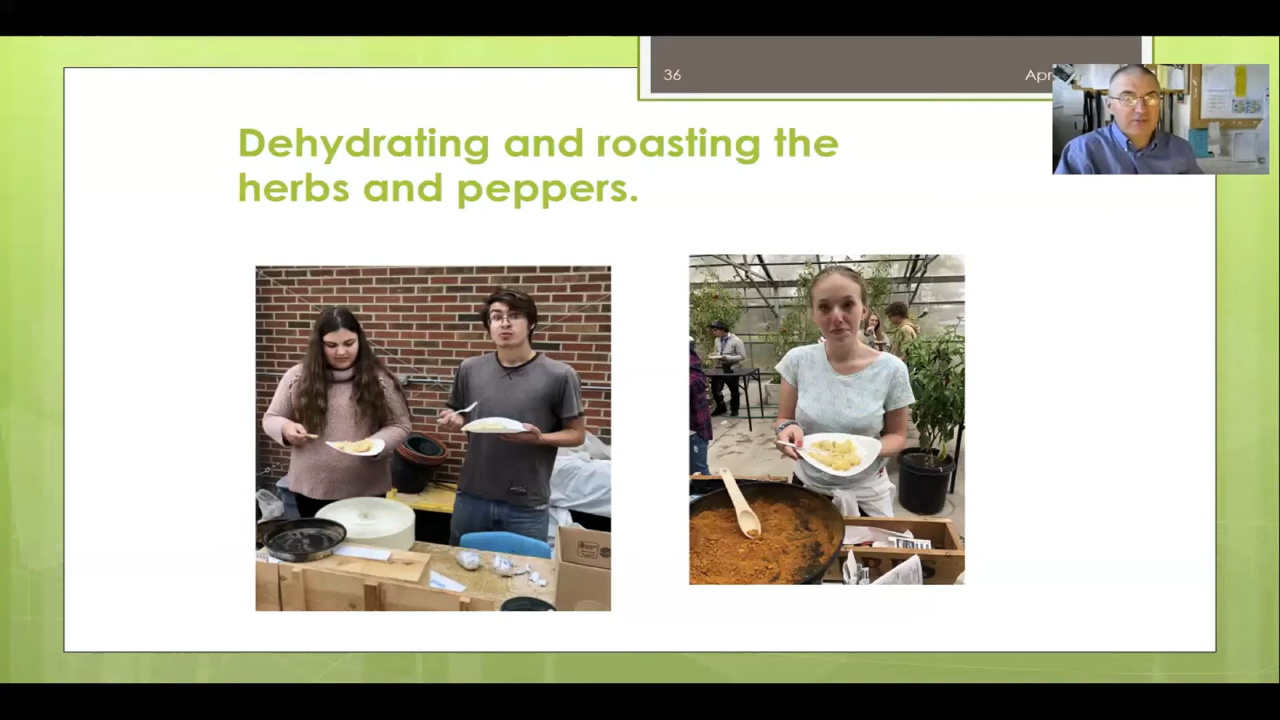 36
Dehydrating and roasting the
herbs and peppers.